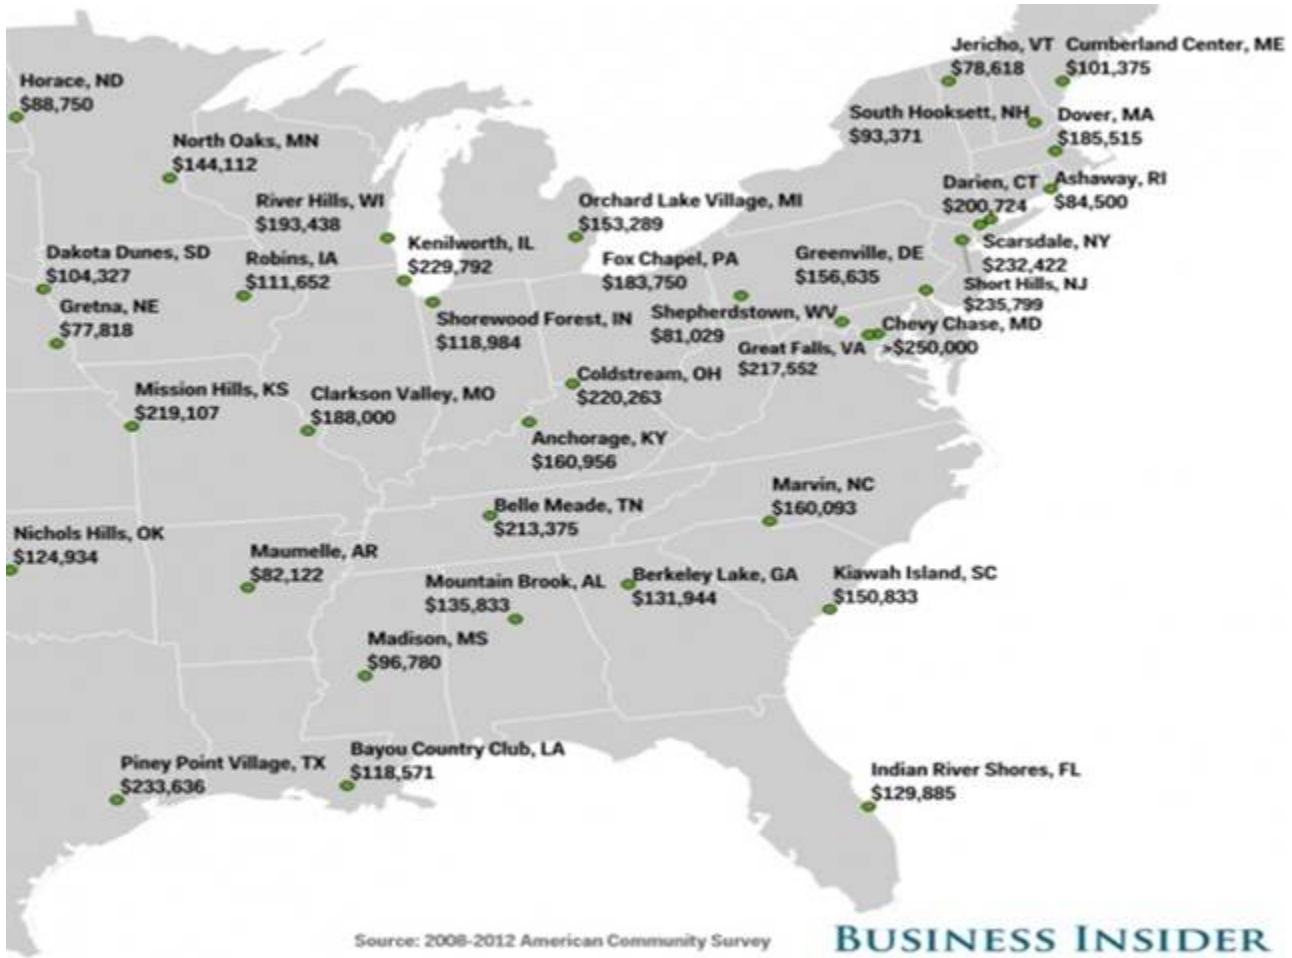 Jericho, VT
$78,618
Cumberland Center, ME
$101,375
Horace, ND
$88,750
South Hooksett, NH
$93,371
Dover, MA
$185,515
North Oaks, MN
$144,112
Darien, CT
$200,724
Ashaway, RI
$84,500
River Hills, WI
$193,438
Orchard Lake Village, MI
$153,289
Kenilworth, IL
$229,792
Scarsdale, NY
$232,422
Dakota Dunes, SD
$104,327
Robins, IA
$111,652
Fox Chapel, PA
$183,750
Greenville, DE
$156,635
Short Hills, NJ
$235,799
Gretna, NE
$77,818
Shorewood Forest, IN
$118,984
Shepherdstown, WV
$81,029
Chevy Chase, MD
>$250,000
Great Falls, VA
$217,552
Coldstream, OH
$220,263
Mission Hills, KS
$219,107
Clarkson Valley, MO
$188,000
Anchorage, KY
$160,956
Marvin, NC
$160,093
Belle Meade, TN
$213,375
Nichols Hills, OK
$124,934
Maumelle, AR
$82,122
Mountain Brook, AL
$135,833
Berkeley Lake, GA
$131,944
Kiawah Island, SC
$150,833
Madison, MS
$96,780
Bayou Country Club, LA
$118,571
Piney Point Village, TX
$233,636
Indian River Shores, FL
$129,885
Source: 2008-2012 American Community Survey
BUSINESS INSIDER